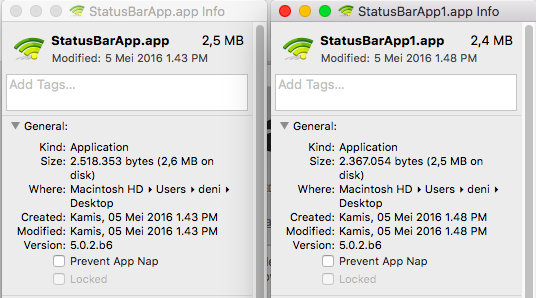 StatusBarApp.app Info
StatusBarApp.app 2,5 MB
Modified: 5 Mei 2016 1.43 PM
Add Tags...
General:
Kind: Application
Size: 2.518.353 bytes (2,6 MB on
disk)
Where: Macintosh HD ▸ Users ▸ deni ▸
Desktop
Created: Kamis, 05 Mei 2016 1.43 PM
Modified: Kamis, 05 Mei 2016 1.43 PM
Version: 5.0.2.b6
Prevent App Nap
Locked
StatusBarApp1.app Info
StatusBarApp1.app 2,4 MB
Modified: 5 Mei 2016 1.48 PM
Add Tags...
General:
Kind: Application
Size: 2.367.054 bytes (2,5 MB on
disk)
Where: Macintosh HD ▸ Users ▸ deni ▸
Desktop
Created: Kamis, 05 Mei 2016 1.48 PM
Modified: Kamis, 05 Mei 2016 1.48 PM
Version: 5.0.2.b6
Prevent App Nap
Locked